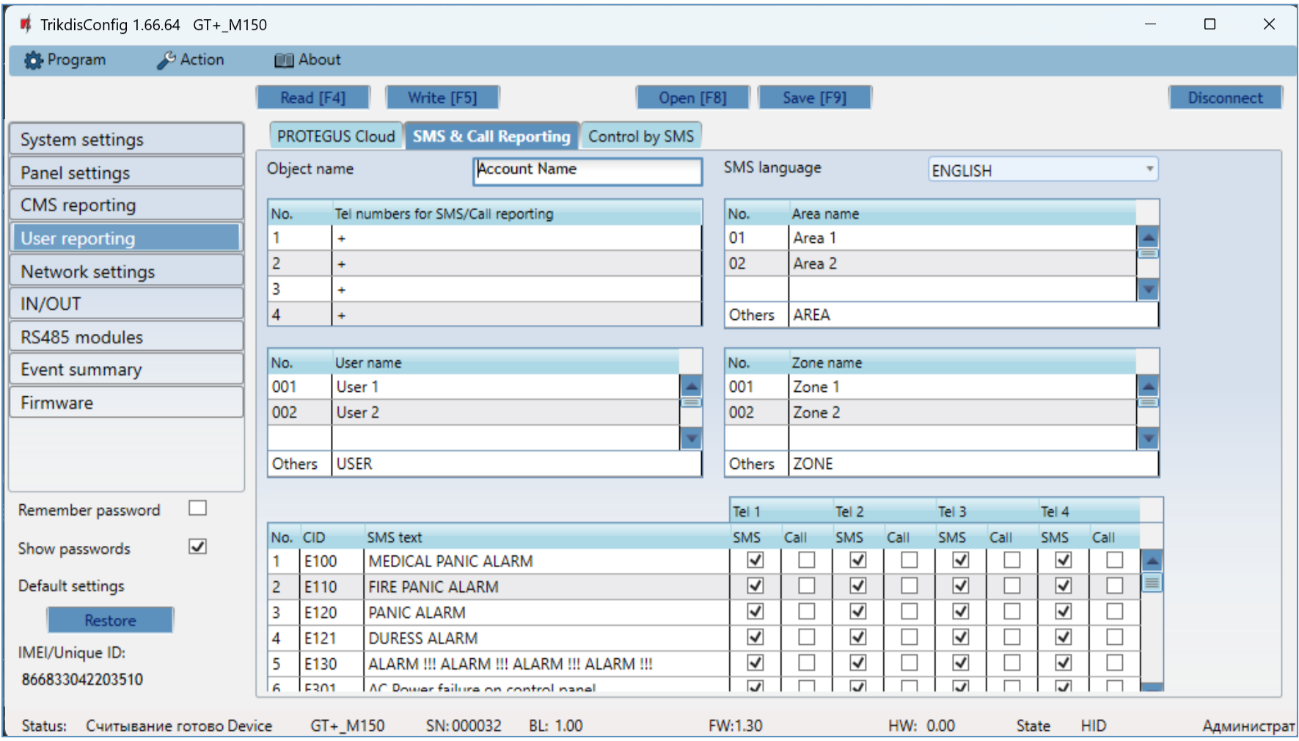 TrikdisConfig 1.66.64 GT+_M150
Program Action About
Read [F4] Write [F5] Open [F8] Save [F9] Disconnect
System settings
Panel settings
CMS reporting
User reporting
Network settings
IN/OUT
RS485 modules
Event summary
Firmware
Remember password
Show passwords
Default settings
Restore
IMEI/Unique ID:
866833042203510
PROTEGUS Cloud SMS & Call Reporting Control by SMS
Object name Account Name SMS language ENGLISH
No. Tel numbers for SMS/Call reporting
1 +
2 +
3 +
4 +
No. Area name
01 Area 1
02 Area 2
Others AREA
No. User name
001 User 1
002 User 2
Others USER
No. Zone name
001 Zone 1
002 Zone 2
Others ZONE
Tel 1 Tel 2 Tel 3 Tel 4
No. CID SMS text SMS Call SMS Call SMS Call SMS Call
1 E100 MEDICAL PANIC ALARM
2 E110 FIRE PANIC ALARM
3 E120 PANIC ALARM
4 E121 DURESS ALARM
5 E130 ALARM !!! ALARM !!! ALARM !!! ALARM !!!
6 E301 AC Power failure on control panel
Status: Считывание готово Device GT+_M150 SN: 000032 BL: 1.00 FW:1.30 HW: 0.00 State HID Администрат